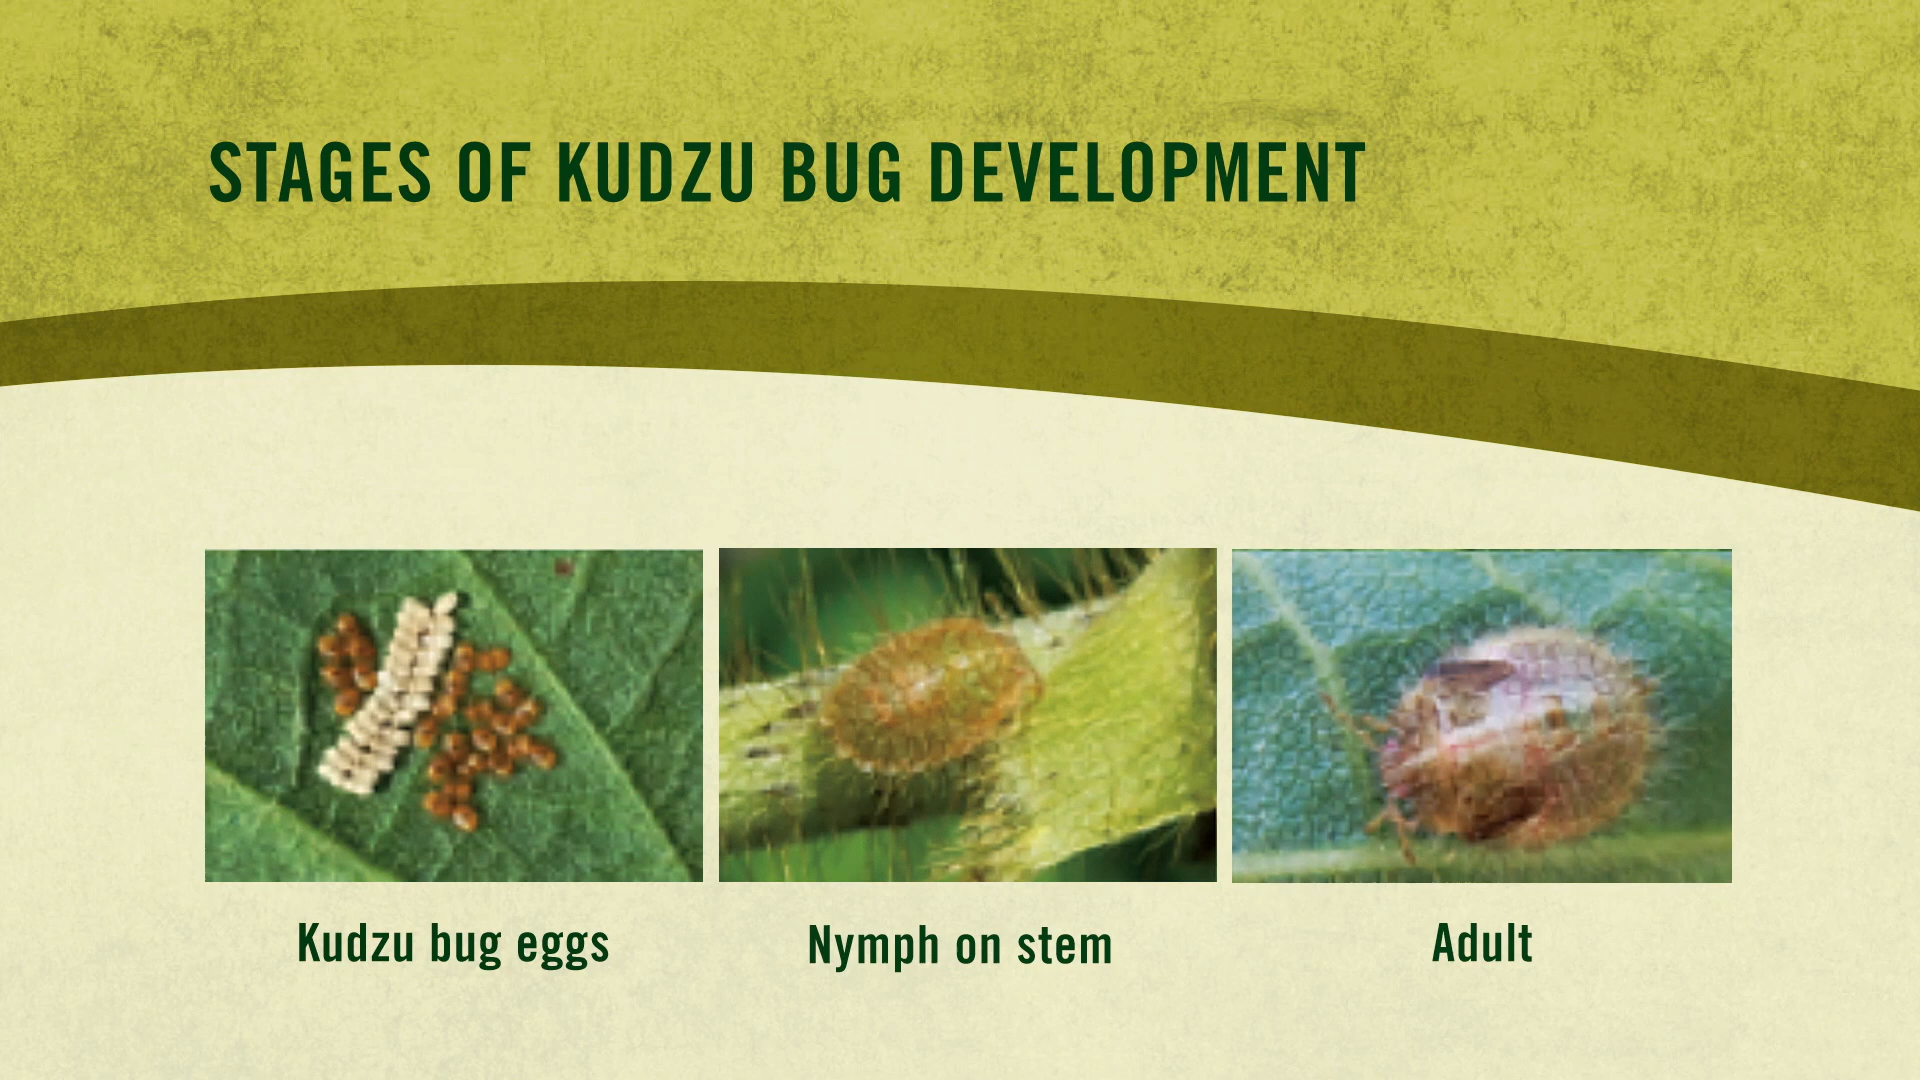 STAGES OF KUDZU BUG DEVELOPMENT
Kudzu bug eggs
Nymph on stem
Adult